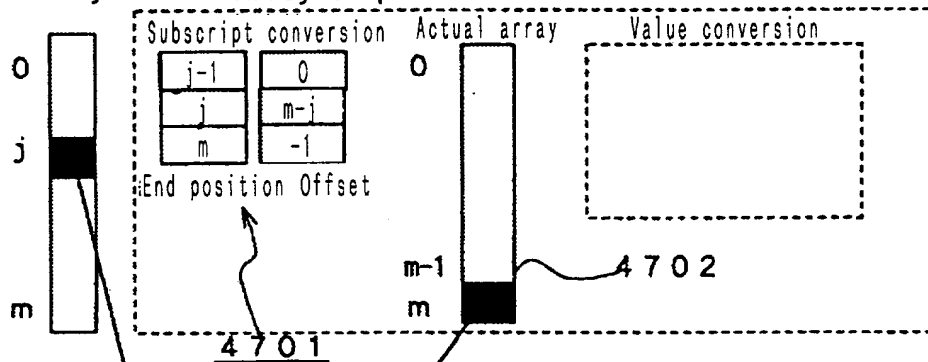 Subscript conversion Actual array Value conversion
0 j-1 0 0
j j m-j
m -1
End position Offset
m-1 4702
m m
4701